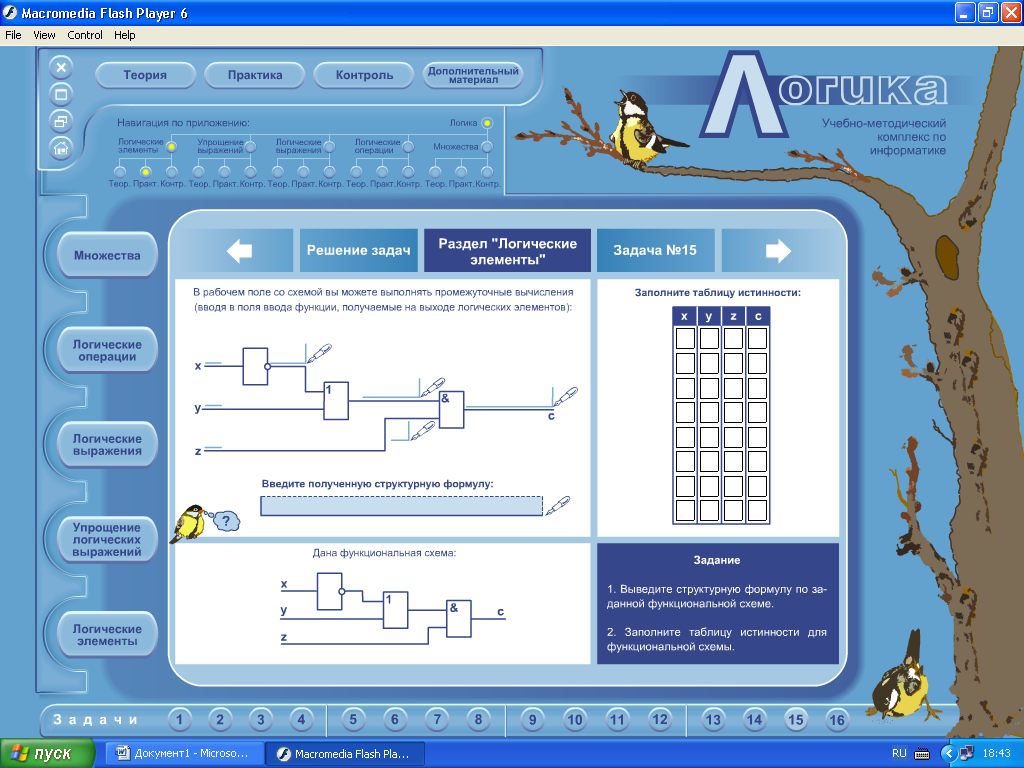 Macromedia Flash Player 6
File View Control Help
Теория
Практика
Контроль
Дополнительный
материал
Навигация по приложению:
Логика
Логические
элементы
Упрощение
выражений
Логические
выражения
Логические
операции
Множества
Теор. Практ. Контр. Теор. Практ. Контр. Теор. Практ. Контр. Теор. Практ. Контр. Теор. Практ. Контр.
Логика
Учебно-методический
комплекс по
информатике
Множества
Логические
операции
Логические
выражения
Упрощение
логических
выражений
Логические
элементы
Решение задач
Раздел "Логические
элементы"
Задача №15
В рабочем поле со схемой вы можете выполнять промежуточные вычисления
(вводя в поля ввода функции, получаемые на выходе логических элементов):
x
1
y
&
c
z
Введите полученную структурную формулу:
?
Заполните таблицу истинности:
x y z c
Дана функциональная схема:
x
1
y
&
c
z
Задание
1. Выведите структурную формулу по за-
данной функциональной схеме.
2. Заполните таблицу истинности для
функциональной схемы.
Задачи 1 2 3 4 5 6 7 8 9 10 11 12 13 14 15 16
пуск
Документ1 - Microso...
Macromedia Flash Pla...
RU
18:43